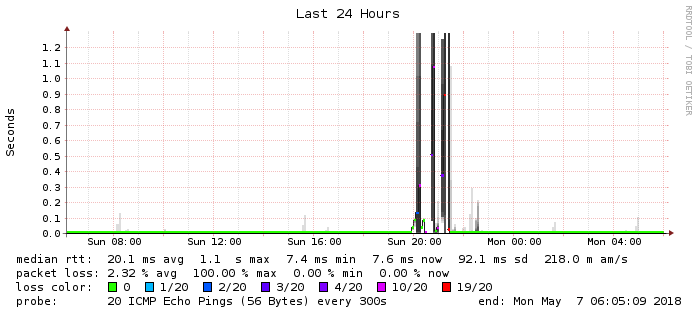 Last 24 Hours
RRDTOOL / TOBI OETIKER
Seconds
1.2
1.1
1.0
0.9
0.8
0.7
0.6
0.5
0.4
0.3
0.2
0.1
0.0
Sun 08:00 Sun 12:00 Sun 16:00 Sun 20:00 Mon 00:00 Mon 04:00
median rtt: 20.1 ms avg 1.1 s max 7.4 ms min 7.6 ms now 92.1 ms sd 218.0 m am/s
packet loss: 2.32 % avg 100.00 % max 0.00 % min 0.00 % now
loss color: 0 1/20 2/20 3/20 4/20 10/20 19/20
probe: 20 ICMP Echo Pings (56 Bytes) every 300s end: Mon May 7 06:05:09 2018